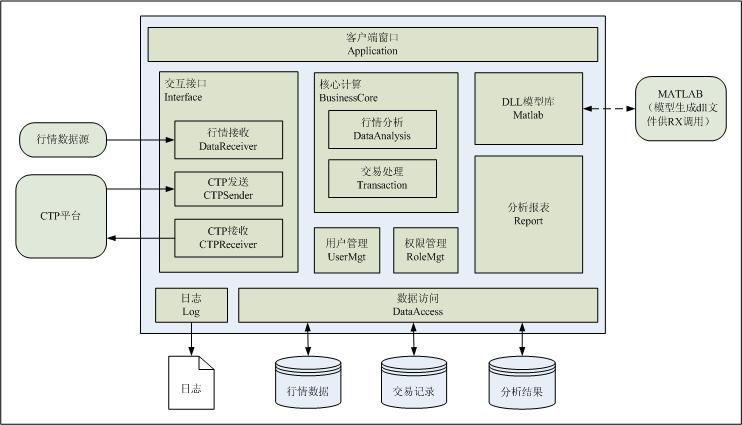 客户端窗口
Application
交互接口
Interface
行情接收
DataReceiver
CTP发送
CTPSender
CTP接收
CTPReceiver
核心计算
BusinessCore
行情分析
DataAnalysis
交易处理
Transaction
用户管理
UserMgt
权限管理
RoleMgt
DLL模型库
Matlab
分析报表
Report
MATLAB
（模型生成dll文
件供RX调用）
行情数据源
CTP平台
日志
Log
数据访问
DataAccess
日志
行情数据
交易记录
分析结果